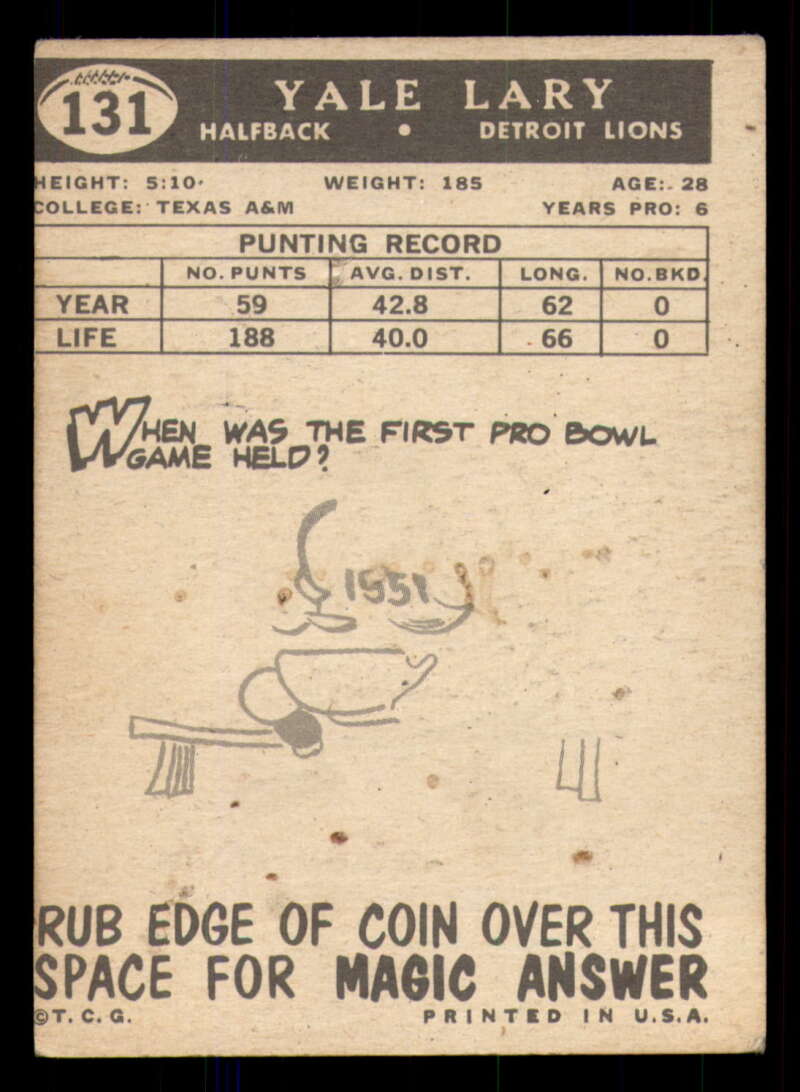 131
YALE LARY
HALFBACK • DETROIT LIONS
HEIGHT: 5:10 WEIGHT: 185 AGE: 28
COLLEGE: TEXAS A&M YEARS PRO: 6
PUNTING RECORD
NO. PUNTS AVG. DIST. LONG. NO. BKD.
YEAR 59 42.8 62 0
LIFE 188 40.0 66 0
WHEN WAS THE FIRST PRO BOWL
GAME HELD?
1951
RUB EDGE OF COIN OVER THIS
SPACE FOR MAGIC ANSWER
©T. C. G. PRINTED IN U.S.A.